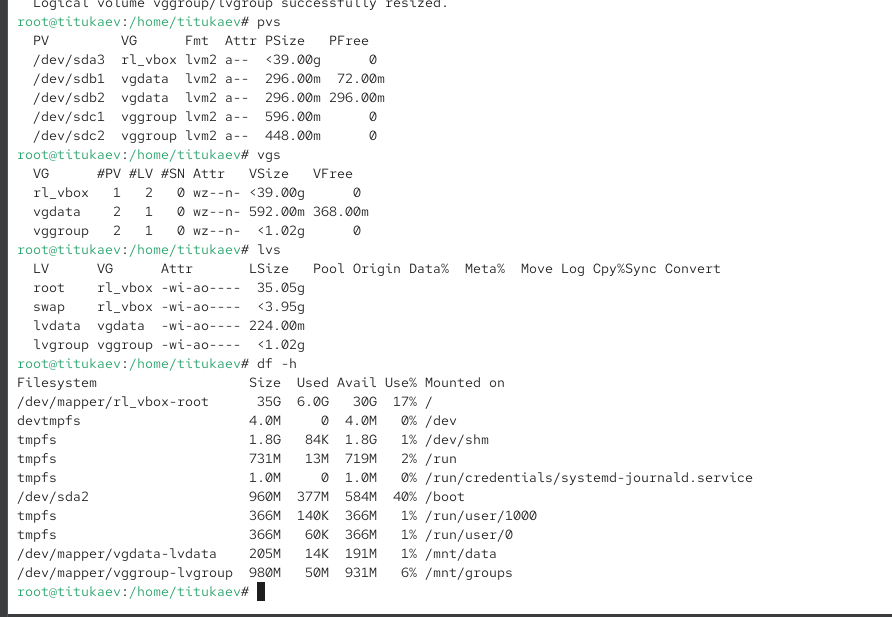 Logical volume vggroup/lvgroup successfully resized.
root@titukaev:/home/titukaev# pvs
  PV         VG      Fmt  Attr PSize   PFree
  /dev/sda3  rl_vbox lvm2 a--  <39.00g      0
  /dev/sdb1  vgdata  lvm2 a--  296.00m  72.00m
  /dev/sdb2  vgdata  lvm2 a--  296.00m 296.00m
  /dev/sdc1  vggroup lvm2 a--  596.00m      0
  /dev/sdc2  vggroup lvm2 a--  448.00m      0
root@titukaev:/home/titukaev# vgs
  VG      #PV #LV #SN Attr   VSize   VFree
  rl_vbox   1   2   0 wz--n- <39.00g      0
  vgdata    2   1   0 wz--n- 592.00m 368.00m
  vggroup   2   1   0 wz--n-  <1.02g      0
root@titukaev:/home/titukaev# lvs
  LV      VG      Attr       LSize   Pool Origin Data%  Meta%  Move Log Cpy%Sync Convert
  root    rl_vbox -wi-ao----  35.05g
  swap    rl_vbox -wi-ao----  <3.95g
  lvdata  vgdata  -wi-ao---- 224.00m
  lvgroup vggroup -wi-ao----  <1.02g
root@titukaev:/home/titukaev# df -h
Filesystem                   Size  Used Avail Use% Mounted on
/dev/mapper/rl_vbox-root      35G  6.0G   30G  17% /
devtmpfs                     4.0M     0  4.0M   0% /dev
tmpfs                        1.8G   84K  1.8G   1% /dev/shm
tmpfs                        731M   13M  719M   2% /run
tmpfs                        1.0M     0  1.0M   0% /run/credentials/systemd-journald.service
/dev/sda2                    960M  377M  584M  40% /boot
tmpfs                        366M  140K  366M   1% /run/user/1000
tmpfs                        366M   60K  366M   1% /run/user/0
/dev/mapper/vgdata-lvdata    205M   14K  191M   1% /mnt/data
/dev/mapper/vggroup-lvgroup  980M   50M  931M   6% /mnt/groups
root@titukaev:/home/titukaev#